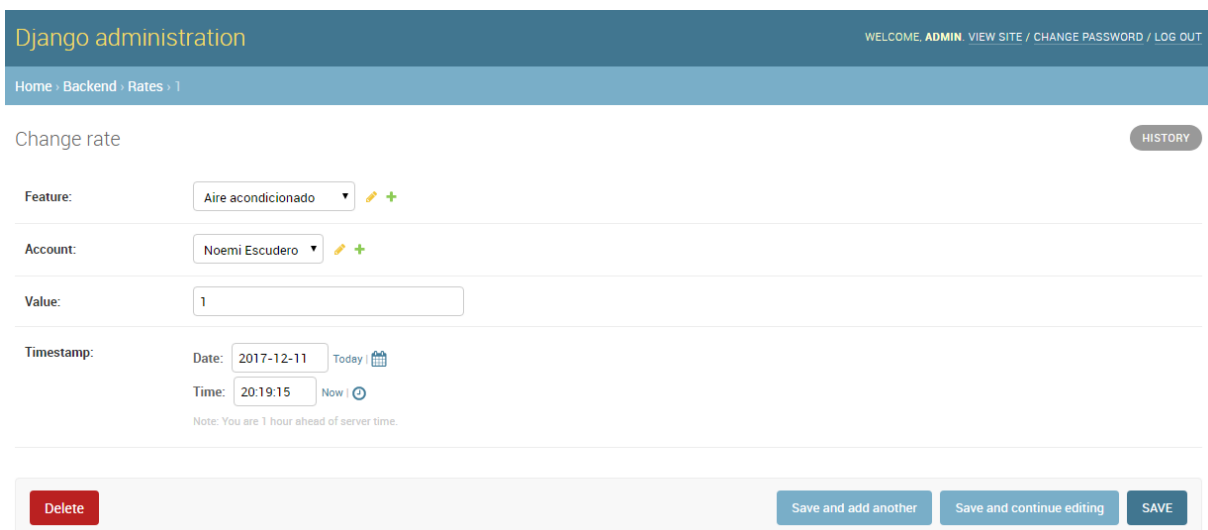 Django administration
WELCOME, ADMIN. VIEW SITE / CHANGE PASSWORD / LOG OUT
Home › Backend › Rates › 1
Change rate
HISTORY
Feature: Aire acondicionado
Account: Noemi Escudero
Value: 1
Timestamp: Date: 2017-12-11 Today |
Time: 20:19:15 Now |
Note: You are 1 hour ahead of server time.
Delete Save and add another Save and continue editing SAVE